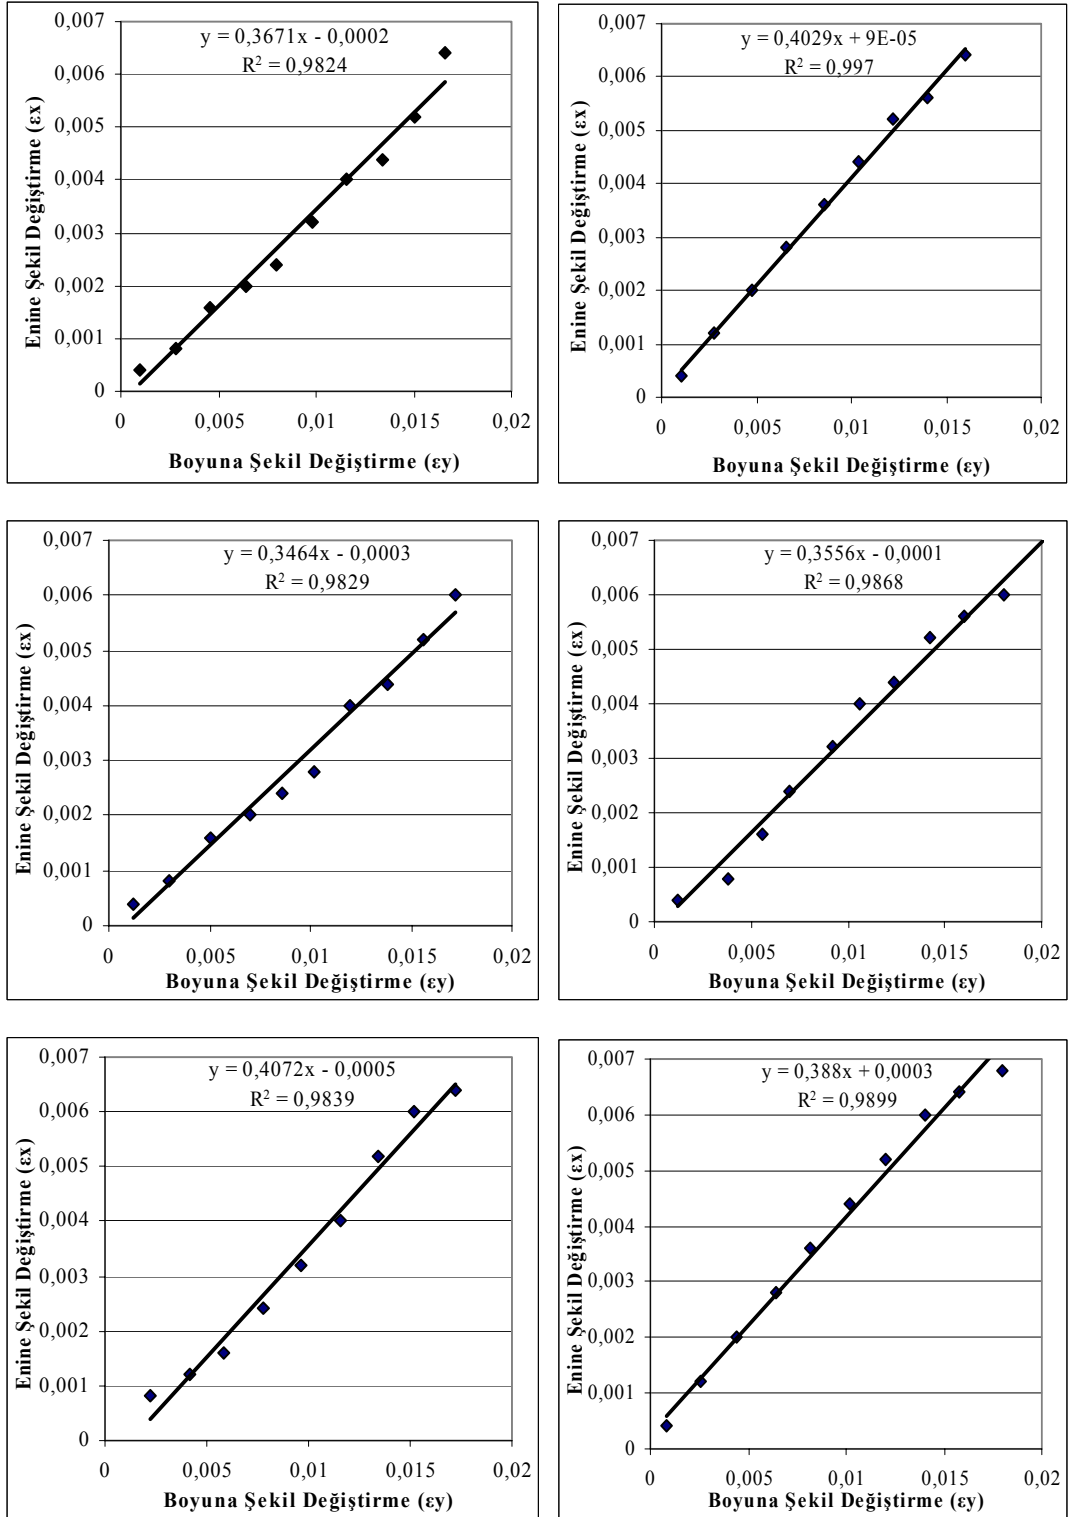 y = 0,3671x - 0,0002
R² = 0,9824
0,007
0,006
0,005
0,004
0,003
0,002
0,001
0
0 0,005 0,01 0,015 0,02
Enine Şekil Değiştirme (εx)
Boyuna Şekil Değiştirme (εy)
y = 0,4029x + 9E-05
R² = 0,997
0,007
0,006
0,005
0,004
0,003
0,002
0,001
0
0 0,005 0,01 0,015 0,02
Enine Şekil Değiştirme (εx)
Boyuna Şekil Değiştirme (εy)
y = 0,3464x - 0,0003
R² = 0,9829
0,007
0,006
0,005
0,004
0,003
0,002
0,001
0
0 0,005 0,01 0,015 0,02
Enine Şekil Değiştirme (εx)
Boyuna Şekil Değiştirme (εy)
y = 0,3556x - 0,0001
R² = 0,9868
0,007
0,006
0,005
0,004
0,003
0,002
0,001
0
0 0,005 0,01 0,015 0,02
Enine Şekil Değiştirme (εx)
Boyuna Şekil Değiştirme (εy)
y = 0,4072x - 0,0005
R² = 0,9839
0,007
0,006
0,005
0,004
0,003
0,002
0,001
0
0 0,005 0,01 0,015 0,02
Enine Şekil Değiştirme (εx)
Boyuna Şekil Değiştirme (εy)
y = 0,388x + 0,0003
R² = 0,9899
0,007
0,006
0,005
0,004
0,003
0,002
0,001
0
0 0,005 0,01 0,015 0,02
Enine Şekil Değiştirme (εx)
Boyuna Şekil Değiştirme (εy)